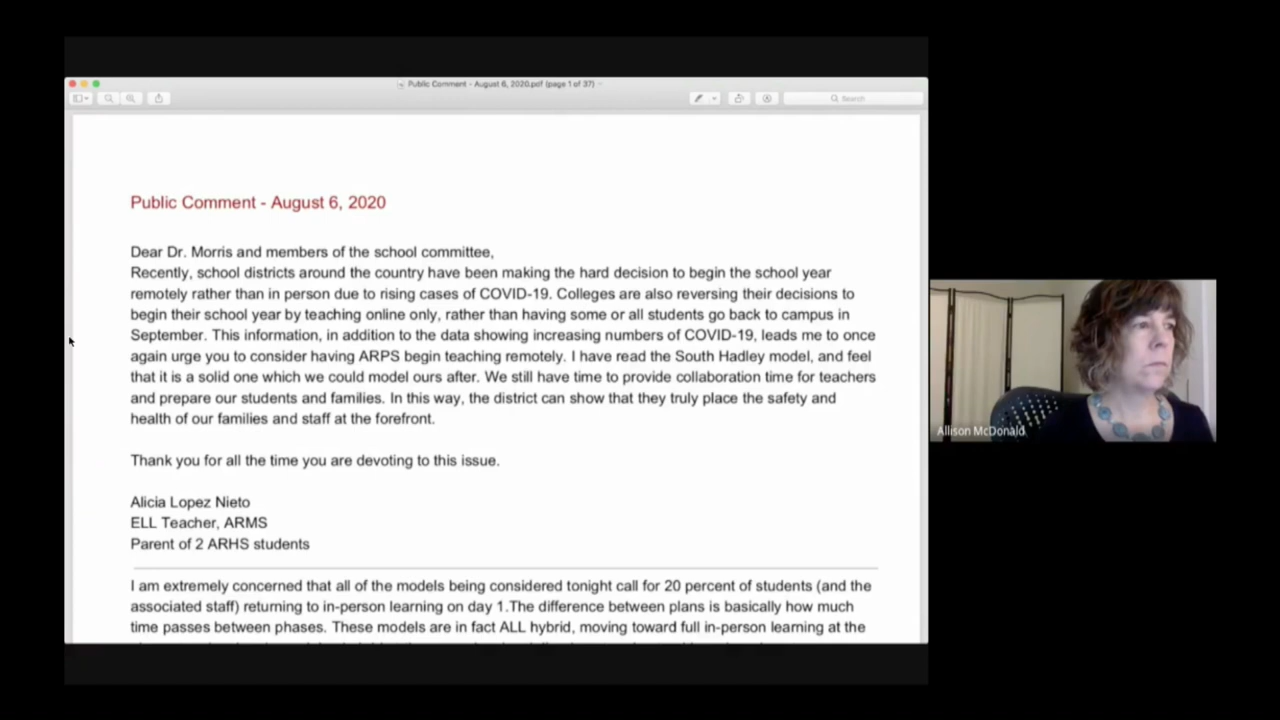 Public Comment - August 6, 2020.pdf (page 1 of 37)
Search
Public Comment - August 6, 2020
Dear Dr. Morris and members of the school committee,
Recently, school districts around the country have been making the hard decision to begin the school year
remotely rather than in person due to rising cases of COVID-19. Colleges are also reversing their decisions to
begin their school year by teaching online only, rather than having some or all students go back to campus in
September. This information, in addition to the data showing increasing numbers of COVID-19, leads me to once
again urge you to consider having ARPS begin teaching remotely. I have read the South Hadley model, and feel
that it is a solid one which we could model ours after. We still have time to provide collaboration time for teachers
and prepare our students and families. In this way, the district can show that they truly place the safety and
health of our families and staff at the forefront.
Thank you for all the time you are devoting to this issue.
Alicia Lopez Nieto
ELL Teacher, ARMS
Parent of 2 ARHS students
I am extremely concerned that all of the models being considered tonight call for 20 percent of students (and the
associated staff) returning to in-person learning on day 1.The difference between plans is basically how much
time passes between phases. These models are in fact ALL hybrid, moving toward full in-person learning at the
Allison McDonald